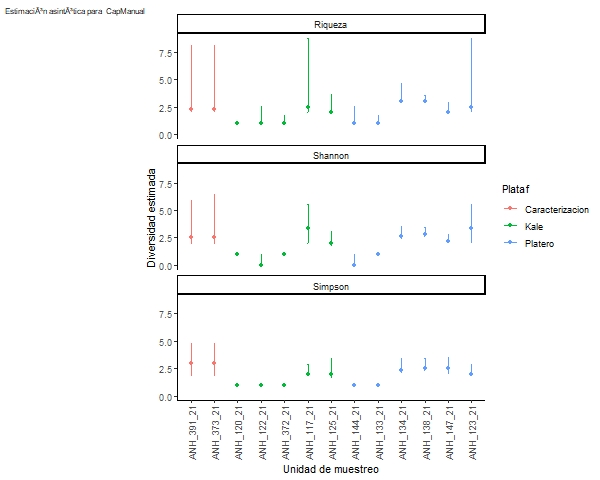 EstimaciÃ³n asintÃ³tica para CapManual
Riqueza
7.5
5.0
2.5
0.0
Shannon
7.5
5.0
2.5
0.0
Simpson
7.5
5.0
2.5
0.0
Diversidad estimada
ANH_391_21
ANH_373_21
ANH_120_21
ANH_122_21
ANH_372_21
ANH_117_21
ANH_125_21
ANH_144_21
ANH_133_21
ANH_134_21
ANH_138_21
ANH_147_21
ANH_123_21
Unidad de muestreo
Plataf
Caracterizacion
Kale
Platero